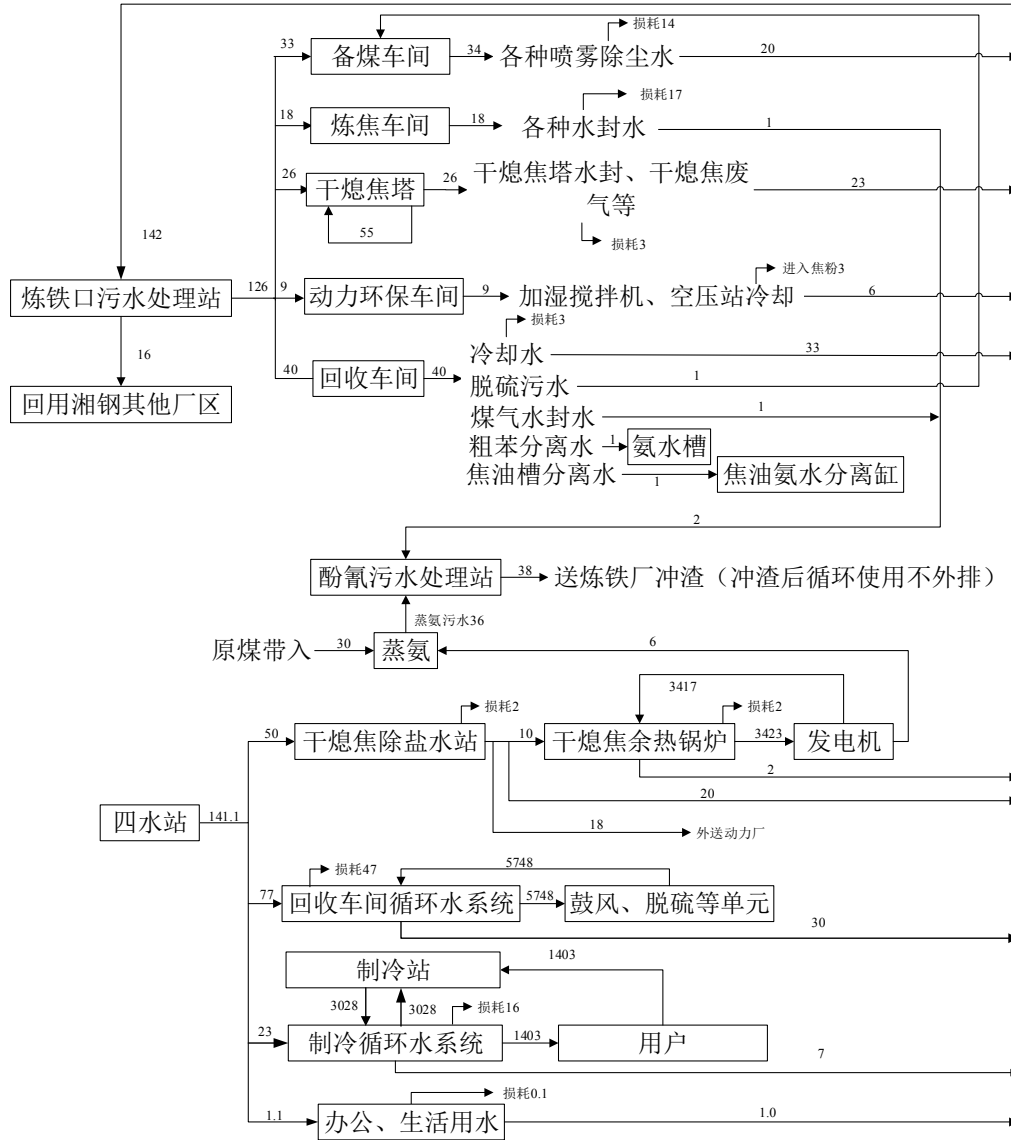 损耗14
33
备煤车间
34
各种喷雾除尘水
20
损耗17
18
炼焦车间
18
各种水封水
1
26
干熄焦塔
26
干熄焦塔水封、干熄焦废
气等
23
55
损耗3
142
进入焦粉3
炼铁口污水处理站
126
9
动力环保车间
9
加湿搅拌机、空压站冷却
6
损耗3
16
冷却水
33
40
回收车间
40
脱硫污水
1
回用湘钢其他厂区
煤气水封水
1
粗苯分离水
1
氨水槽
焦油槽分离水
1
焦油氨水分离缸
2
酚氰污水处理站
38
送炼铁厂冲渣（冲渣后循环使用不外排）
蒸氨污水36
原煤带入
30
蒸氨
6
3417
损耗2
损耗2
50
干熄焦除盐水站
10
干熄焦余热锅炉
3423
发电机
2
20
四水站
141.1
18
外送动力厂
损耗47
5748
77
回收车间循环水系统
5748
鼓风、脱硫等单元
30
制冷站
1403
3028
3028
损耗16
23
制冷循环水系统
1403
用户
7
损耗0.1
1.1
办公、生活用水
1.0